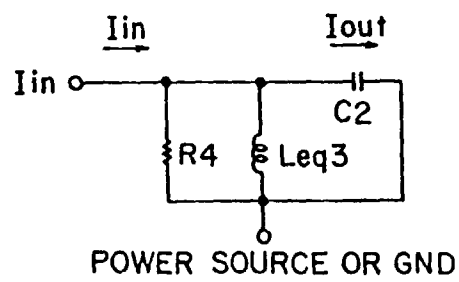 Iin
Iout
Iin
C2
R4
Leq3
POWER SOURCE OR GND